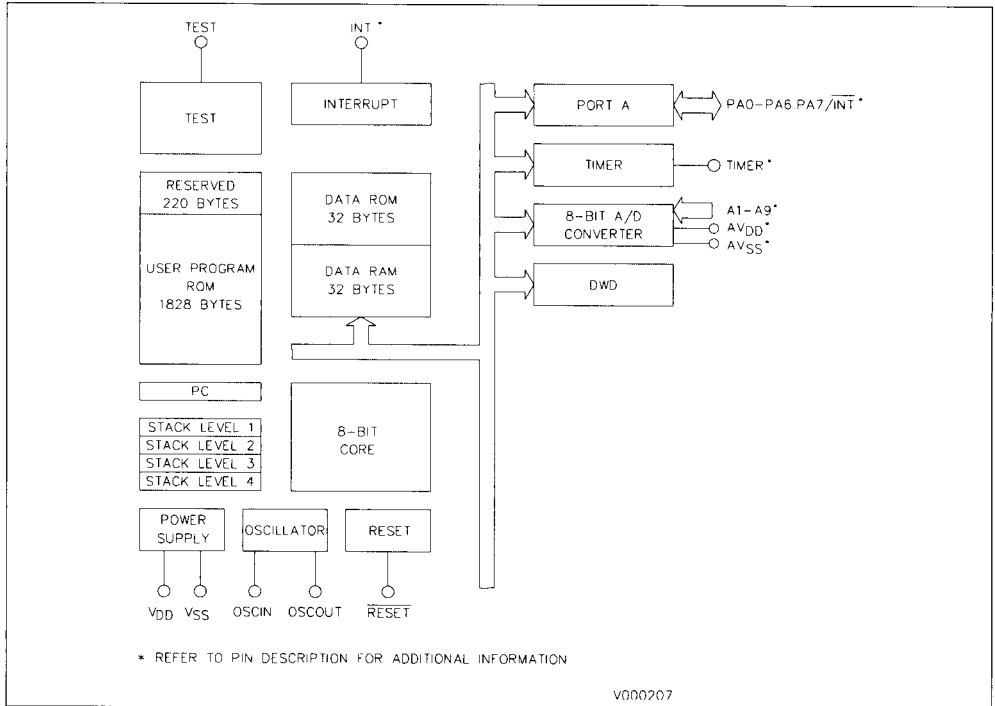 TEST
INT *
TEST
INTERRUPT
PORT A
PA0-PA6.PA7/INT *
TIMER
TIMER *
RESERVED
220 BYTES
DATA ROM
32 BYTES
8-BIT A/D
CONVERTER
A1-A9 *
AVDD *
AVSS *
USER PROGRAM
ROM
1828 BYTES
DATA RAM
32 BYTES
DWD
PC
STACK LEVEL 1
STACK LEVEL 2
STACK LEVEL 3
STACK LEVEL 4
8-BIT
CORE
POWER
SUPPLY
OSCILLATOR
RESET
VDD
VSS
OSCIN
OSCOUT
RESET
* REFER TO PIN DESCRIPTION FOR ADDITIONAL INFORMATION
V000207